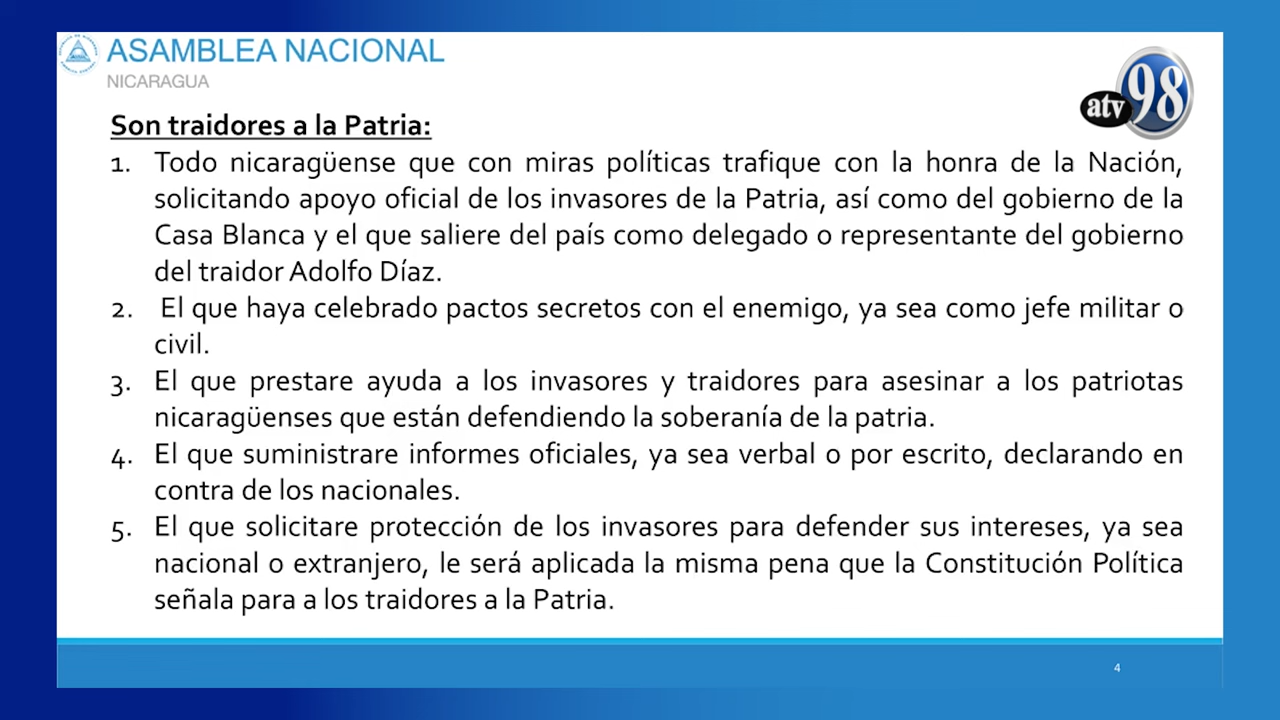 ASAMBLEA NACIONAL
NICARAGUA
atv 98
Son traidores a la Patria:
1. Todo nicaragüense que con miras políticas trafique con la honra de la Nación,
solicitando apoyo oficial de los invasores de la Patria, así como del gobierno de la
Casa Blanca y el que saliere del país como delegado o representante del gobierno
del traidor Adolfo Díaz.
2. El que haya celebrado pactos secretos con el enemigo, ya sea como jefe militar o
civil.
3. El que prestare ayuda a los invasores y traidores para asesinar a los patriotas
nicaragüenses que están defendiendo la soberanía de la patria.
4. El que suministrare informes oficiales, ya sea verbal o por escrito, declarando en
contra de los nacionales.
5. El que solicitare protección de los invasores para defender sus intereses, ya sea
nacional o extranjero, le será aplicada la misma pena que la Constitución Política
señala para a los traidores a la Patria.
4